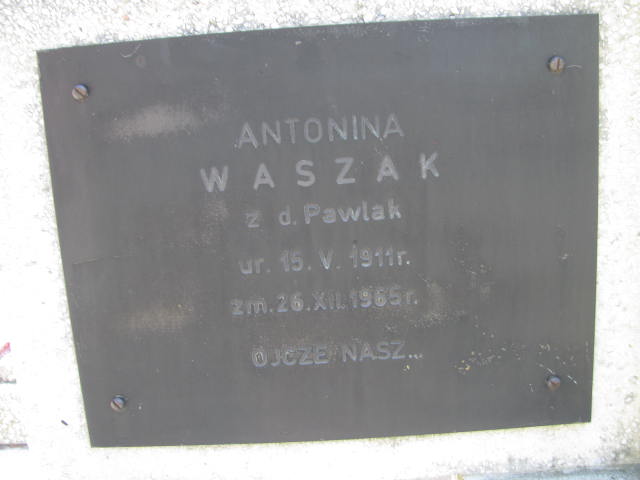 ANTONINA
WASZAK
z d. Pawlak
ur. 15. V. 1911r.
zm. 26. XII. 1965r.
OJCZE NASZ...